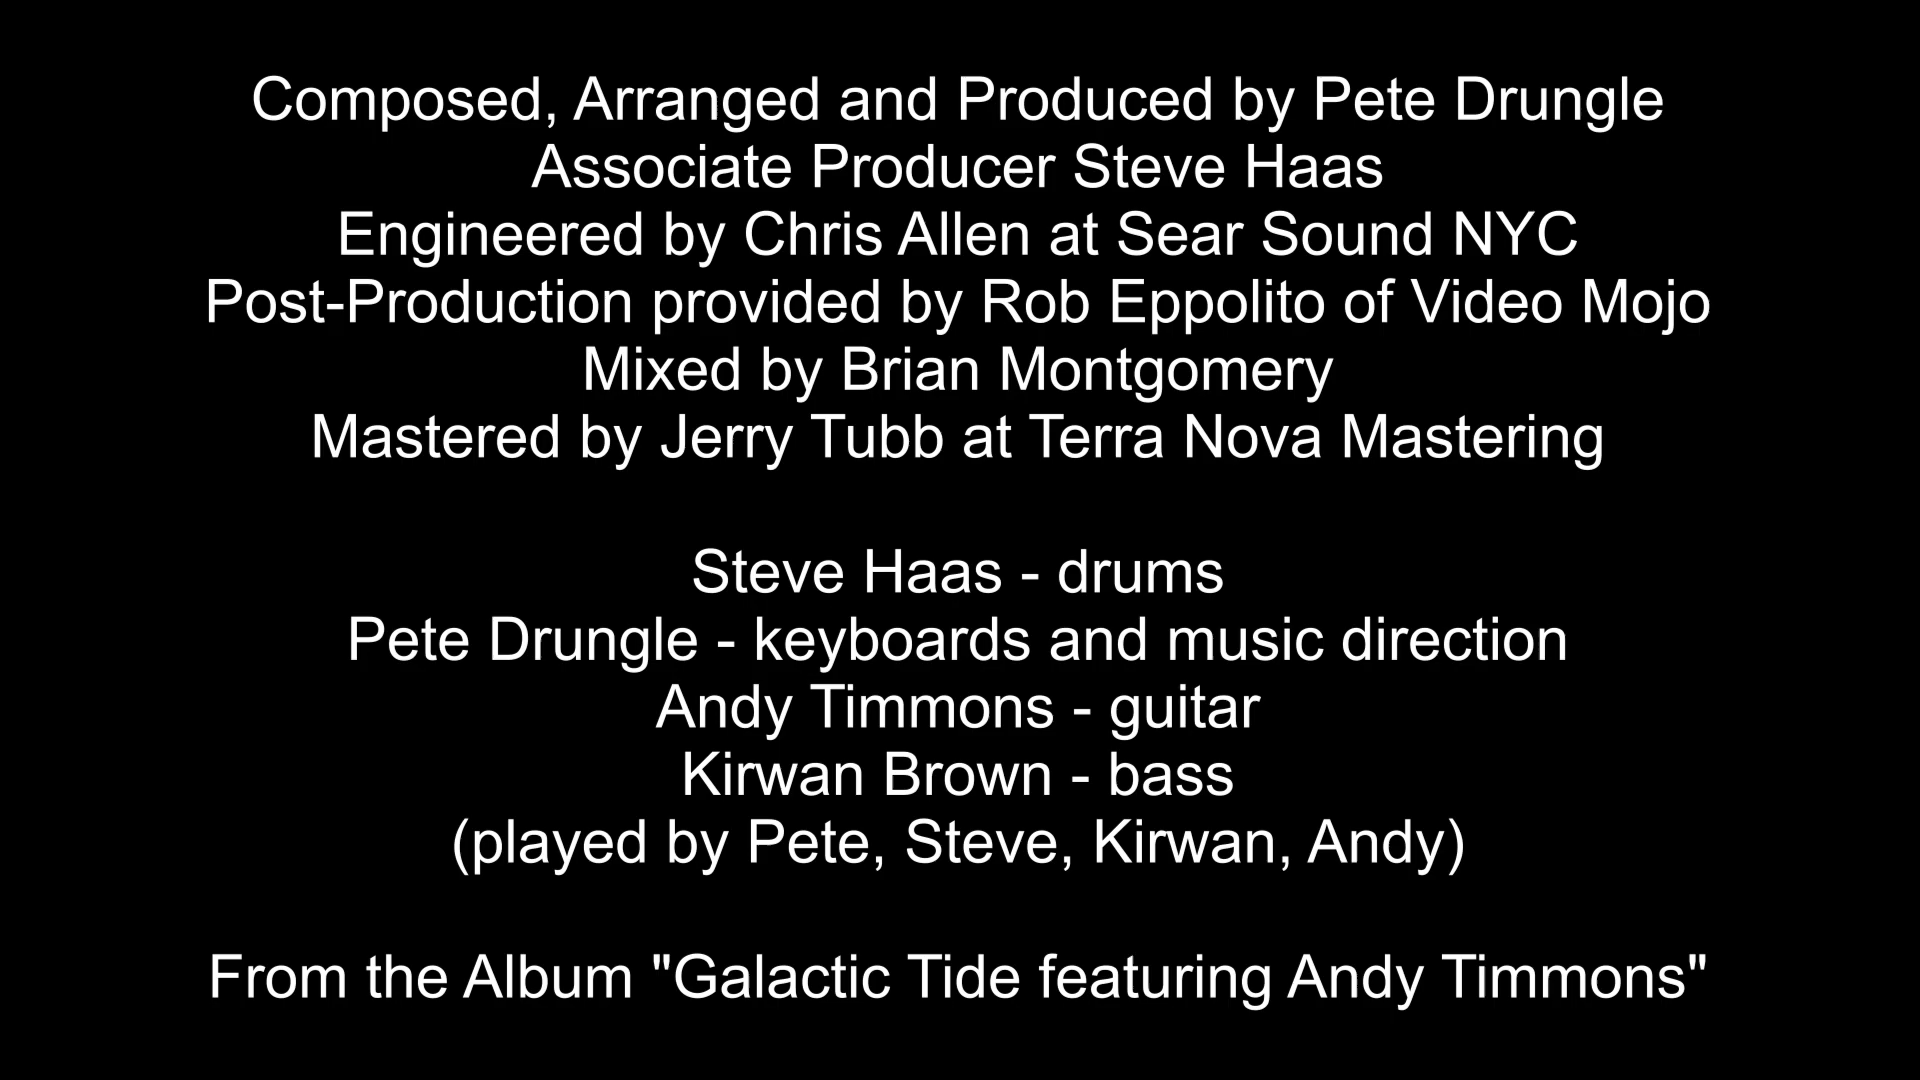 Composed, Arranged and Produced by Pete Drungle
Associate Producer Steve Haas
Engineered by Chris Allen at Sear Sound NYC
Post-Production provided by Rob Eppolito of Video Mojo
Mixed by Brian Montgomery
Mastered by Jerry Tubb at Terra Nova Mastering
Steve Haas - drums
Pete Drungle - keyboards and music direction
Andy Timmons - guitar
Kirwan Brown - bass
(played by Pete, Steve, Kirwan, Andy)
From the Album "Galactic Tide featuring Andy Timmons"